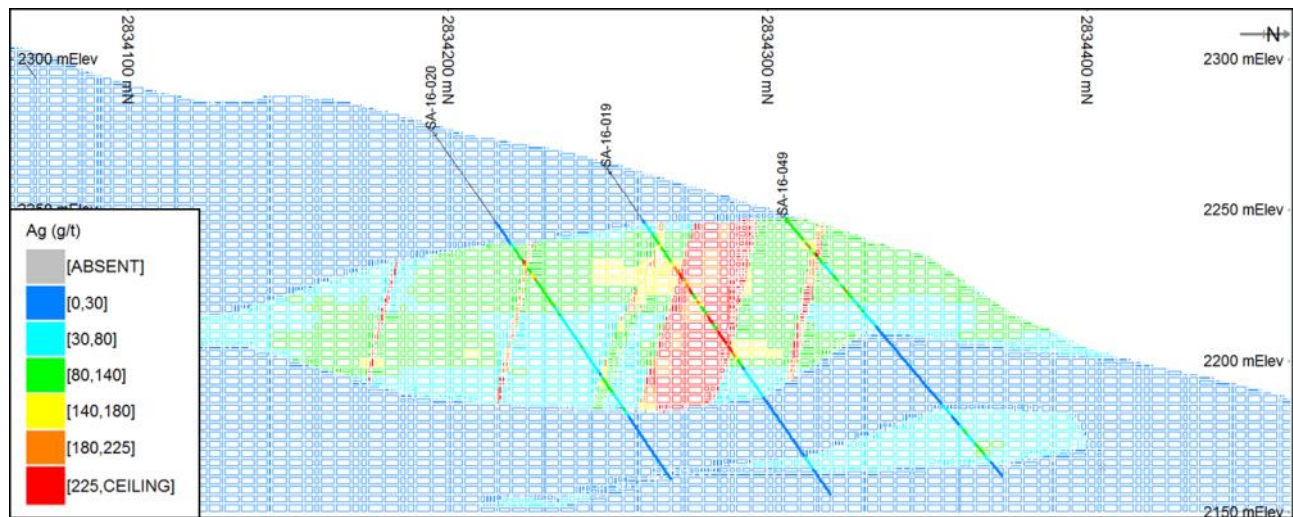 2834100 mN
2834200 mN
2834300 mN
2834400 mN
N
2300 mElev
2300 mElev
SA-16-020
SA-16-019
SA-16-049
2250 mElev
2250 mElev
2200 mElev
2150 mElev
Ag (g/t)
[ABSENT]
[0,30]
[30,80]
[80,140]
[140,180]
[180,225]
[225,CEILING]